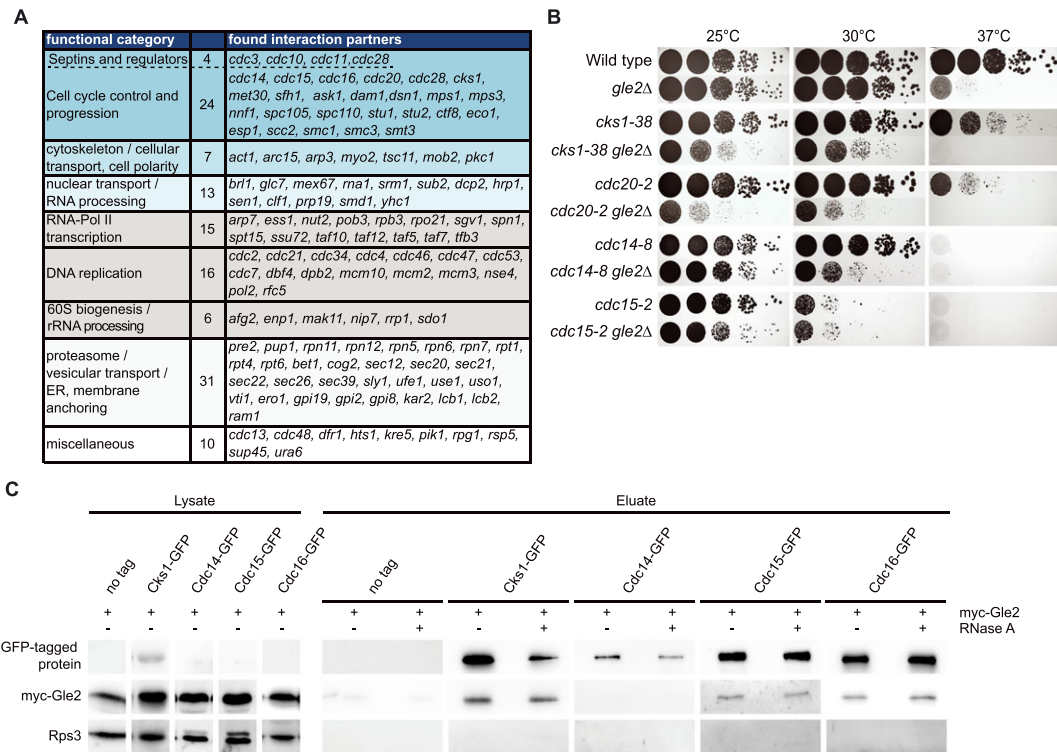 A
functional category found interaction partners
Septins and regulators 4 cdc3, cdc10, cdc11,cdc28
Cell cycle control and progression 24 cdc14, cdc15, cdc16, cdc20, cdc28, cks1,
met30, sfh1, ask1, dam1,dsn1, mps1, mps3,
nnf1, spc105, spc110, stu1, stu2, ctf8, eco1,
esp1, scc2, smc1, smc3, smt3
cytoskeleton / cellular
transport, cell polarity 7 act1, arc15, arp3, myo2, tsc11, mob2, pkc1
nuclear transport /
RNA processing 13 brl1, glc7, mex67, rna1, srm1, sub2, dcp2, hrp1,
sen1, clf1, prp19, smd1, yhc1
RNA-Pol II
transcription 15 arp7, ess1, nut2, pob3, rpb3, rpo21, sgv1, spn1,
spt15, ssu72, taf10, taf12, taf5, taf7, tfb3
DNA replication 16 cdc2, cdc21, cdc34, cdc4, cdc46, cdc47, cdc53,
cdc7, dbf4, dpb2, mcm10, mcm2, mcm3, nse4,
pol2, rfc5
60S biogenesis /
rRNA processing 6 afg2, enp1, mak11, nip7, rrp1, sdo1
proteasome /
vesicular transport /
ER, membrane
anchoring 31 pre2, pup1, rpn11, rpn12, rpn5, rpn6, rpn7, rpt1,
rpt4, rpt6, bet1, cog2, sec12, sec20, sec21,
sec22, sec26, sec39, sly1, ufe1, use1, uso1,
vti1, ero1, gpi19, gpi2, gpi8, kar2, lcb1, lcb2,
ram1
miscellaneous 10 cdc13, cdc48, dfr1, hts1, kre5, pik1, rpg1, rsp5,
sup45, ura6
B
25°C 30°C 37°C
Wild type
gle2Δ
cks1-38
cks1-38 gle2Δ
cdc20-2
cdc20-2 gle2Δ
cdc14-8
cdc14-8 gle2Δ
cdc15-2
cdc15-2 gle2Δ
C
Lysate Eluate
no tag Cks1-GFP Cdc14-GFP Cdc15-GFP Cdc16-GFP no tag Cks1-GFP Cdc14-GFP Cdc15-GFP Cdc16-GFP
+ + + + + + + + + + + + + + + myc-Gle2
- - - - - - + - + - + - + - + RNase A
GFP-tagged
protein
myc-Gle2
Rps3